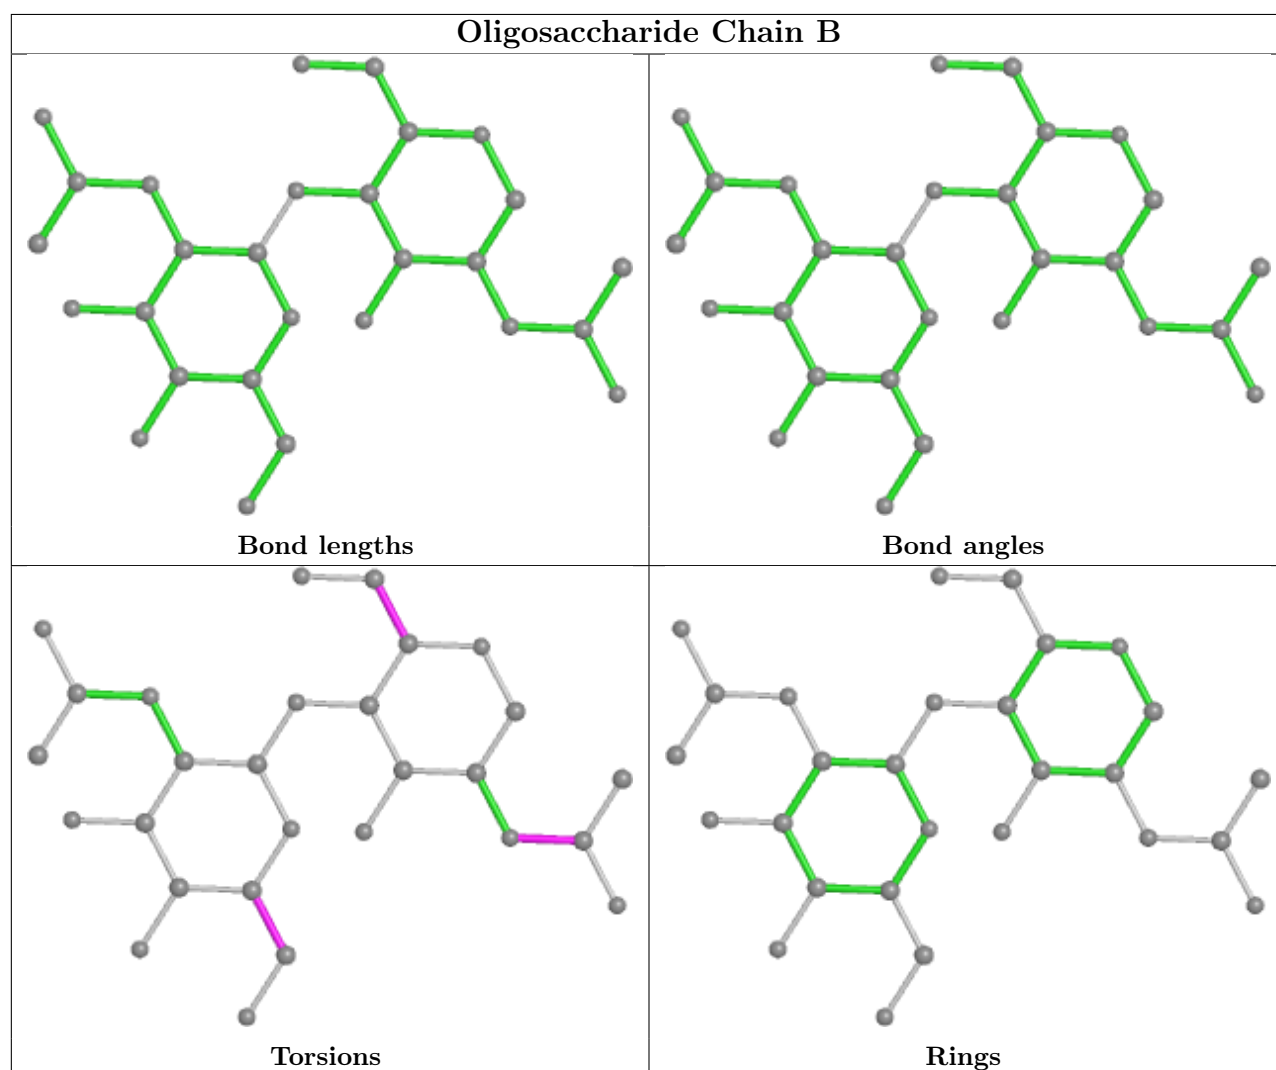 Oligosaccharide Chain B
Bond lengths
Bond angles
Torsions
Rings